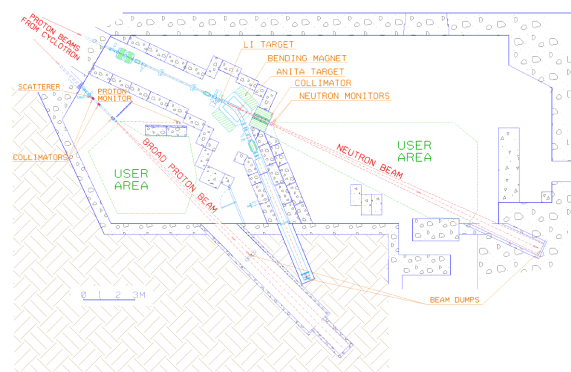 PROTON BEAMS
FROM CYCLOTRON
LI TARGET
BENDING MAGNET
ANITA TARGET
COLLIMATOR
NEUTRON MONITORS
SCATTERER
PROTON
MONITOR
COLLIMATORS
USER
AREA
BROAD PROTON BEAM
NEUTRON BEAM
USER
AREA
BEAM DUMPS
0 1 2 3M